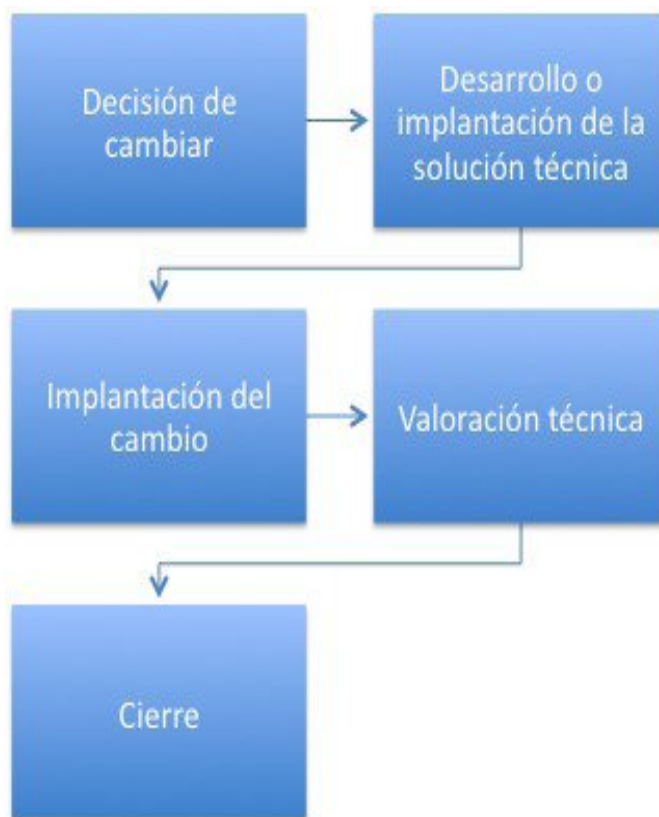 Decisión de
cambiar
Desarrollo o
implantación de la
solución técnica
Implantación del
cambio
Valoración técnica
Cierre